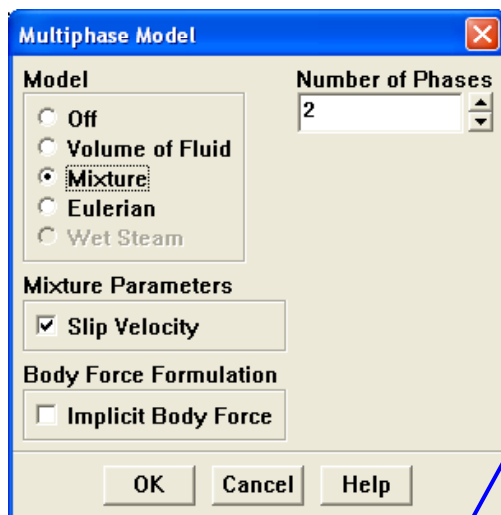 Multiphase Model
Model
Off
Volume of Fluid
Mixture
Eulerian
Wet Steam
Number of Phases
2
Mixture Parameters
Slip Velocity
Body Force Formulation
Implicit Body Force
OK Cancel Help